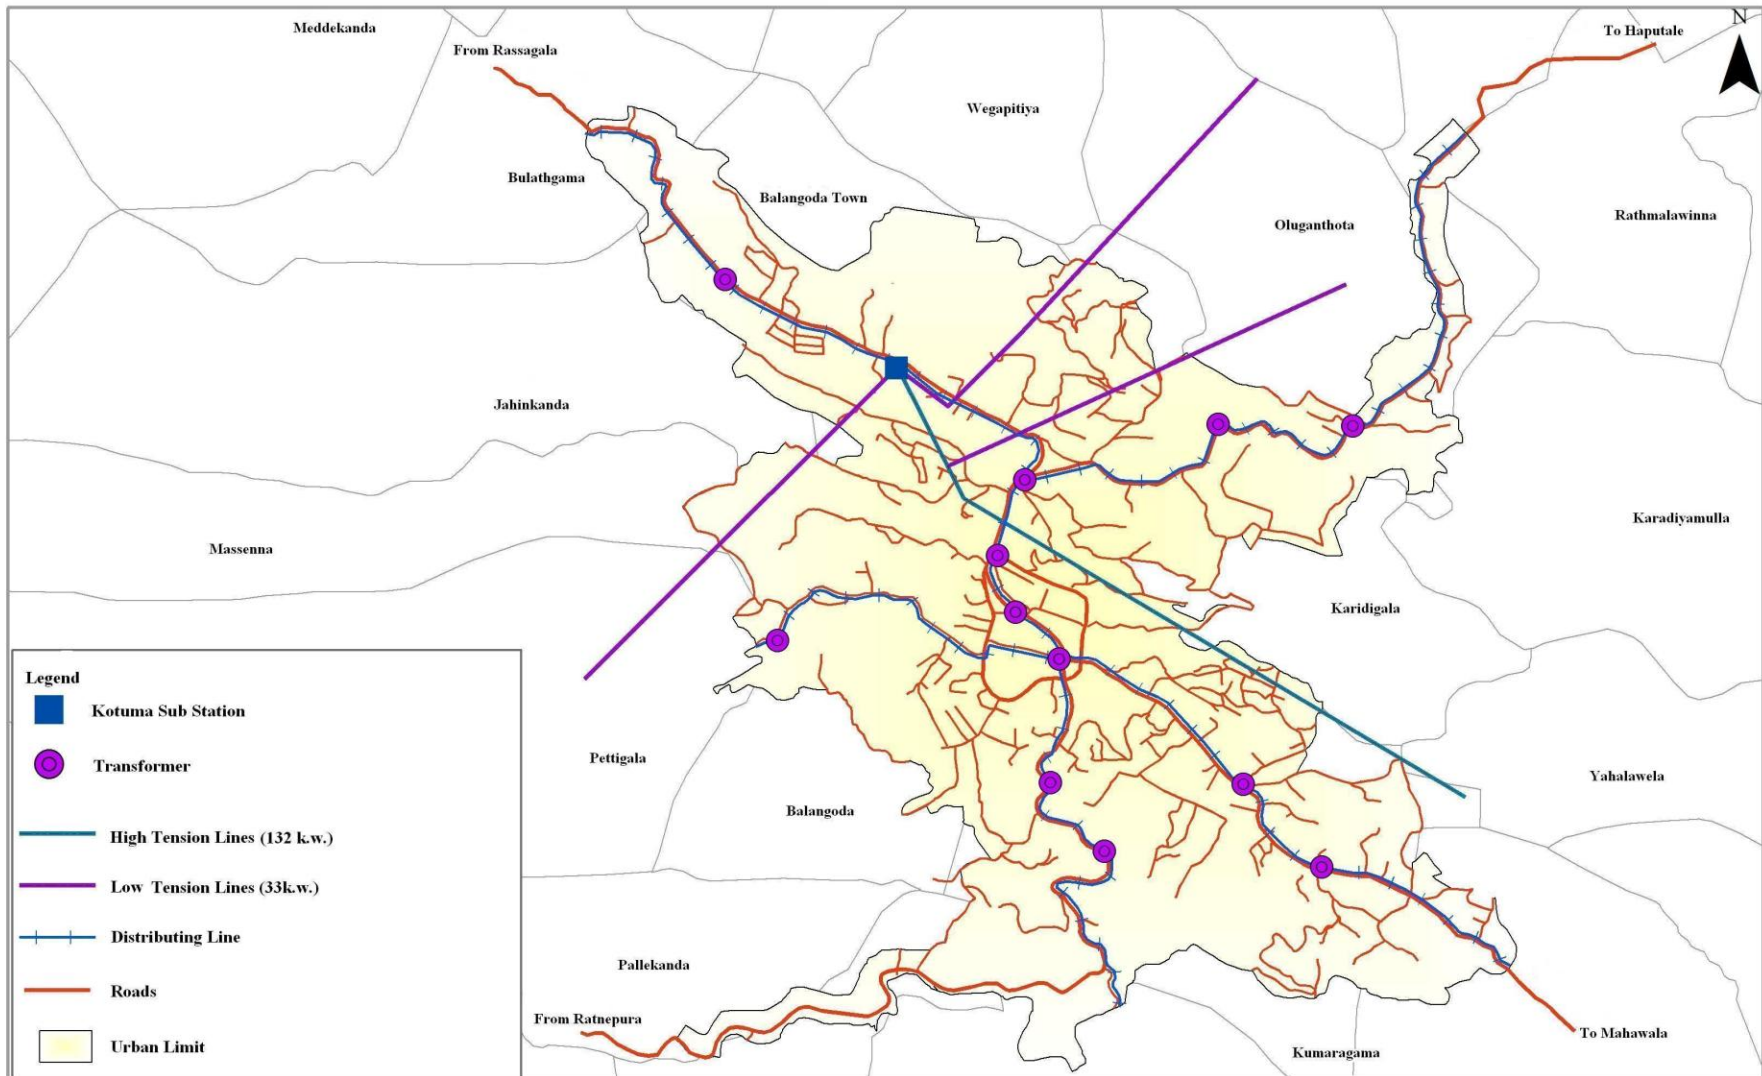 N
Meddekanda
To Haputale
From Rassagala
Wegapitiya
Bulathgama
Balangoda Town
Rathmalawinna
Oluganthota
Jahinkanda
Karadiyamulla
Massenna
Karidigala
Legend
Kotuma Sub Station
Transformer
High Tension Lines (132 k.w.)
Low Tension Lines (33k.w.)
Distributing Line
Roads
Urban Limit
Pettigala
Yahalawela
Balangoda
Pallekanda
From Ratnepura
To Mahawala
Kumaragama